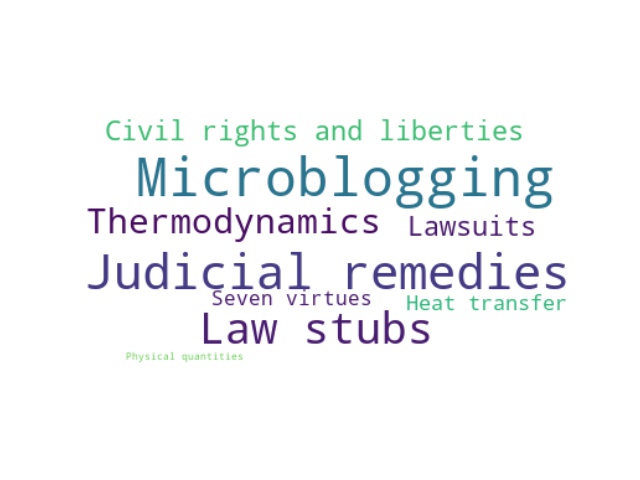 Civil rights and liberties
Microblogging
Thermodynamics
Lawsuits
Judicial remedies
Seven virtues
Heat transfer
Law stubs
Physical quantities